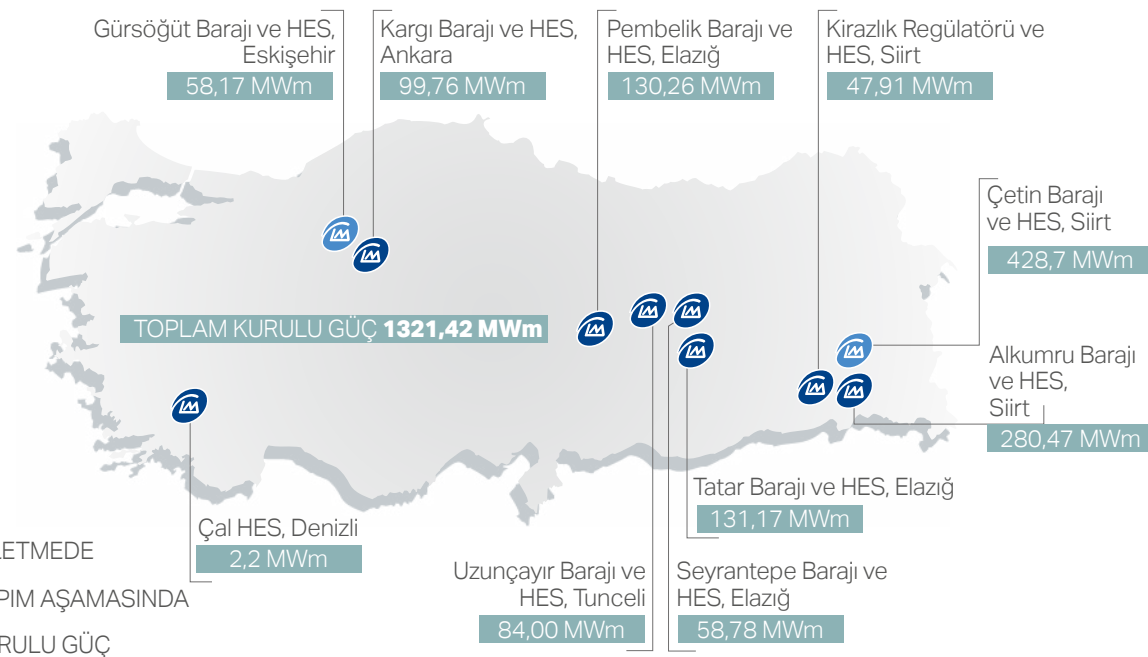 Gürsöğüt Barajı ve HES,
Eskişehir
58,17 MWm
Kargı Barajı ve HES,
Ankara
99,76 MWm
Pembelik Barajı ve
HES, Elazığ
130,26 MWm
Kirazlık Regülatörü ve
HES, Siirt
47,91 MWm
Çetin Barajı
ve HES, Siirt
428,7 MWm
TOPLAM KURULU GÜÇ 1321,42 MWm
Alkumru Barajı
ve HES,
Siirt
280,47 MWm
Tatar Barajı ve HES, Elazığ
131,17 MWm
Çal HES, Denizli
2,2 MWm
Uzunçayır Barajı ve
HES, Tunceli
84,00 MWm
Seyrantepe Barajı ve
HES, Elazığ
58,78 MWm
LETMEDE
PIM AŞAMASINDA
RULU GÜÇ